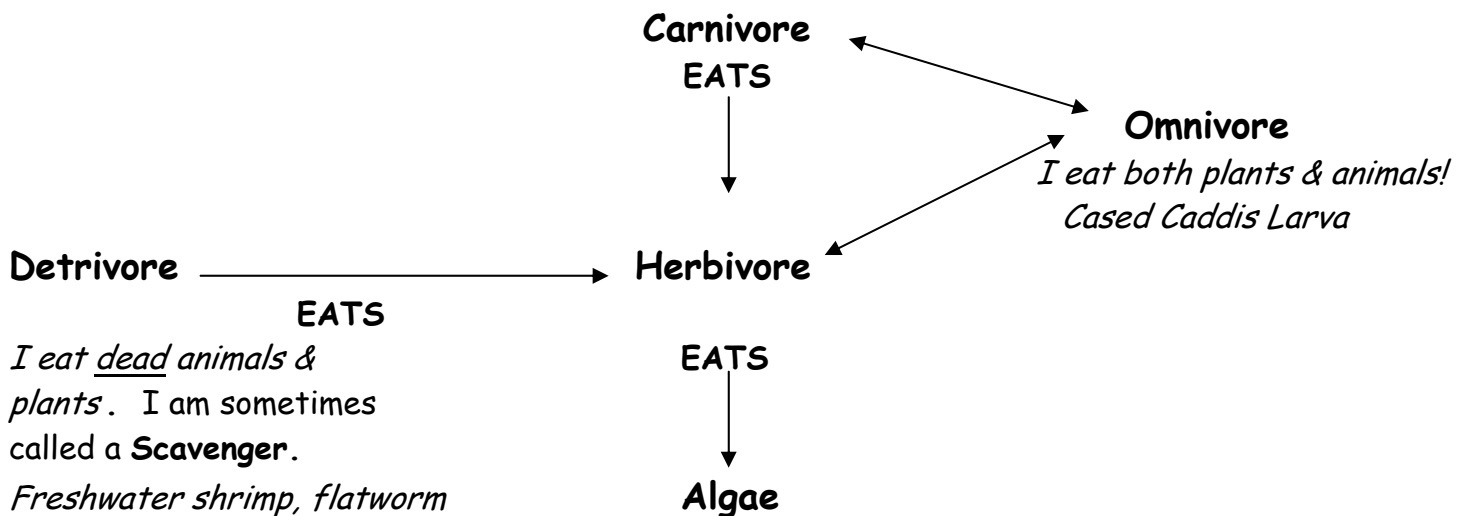 Carnivore
EATS
Omnivore
I eat both plants & animals!
Cased Caddis Larva
Detrivore
Herbivore
EATS
I eat dead animals &
plants. I am sometimes
called a Scavenger.
Freshwater shrimp, flatworm
EATS
Algae